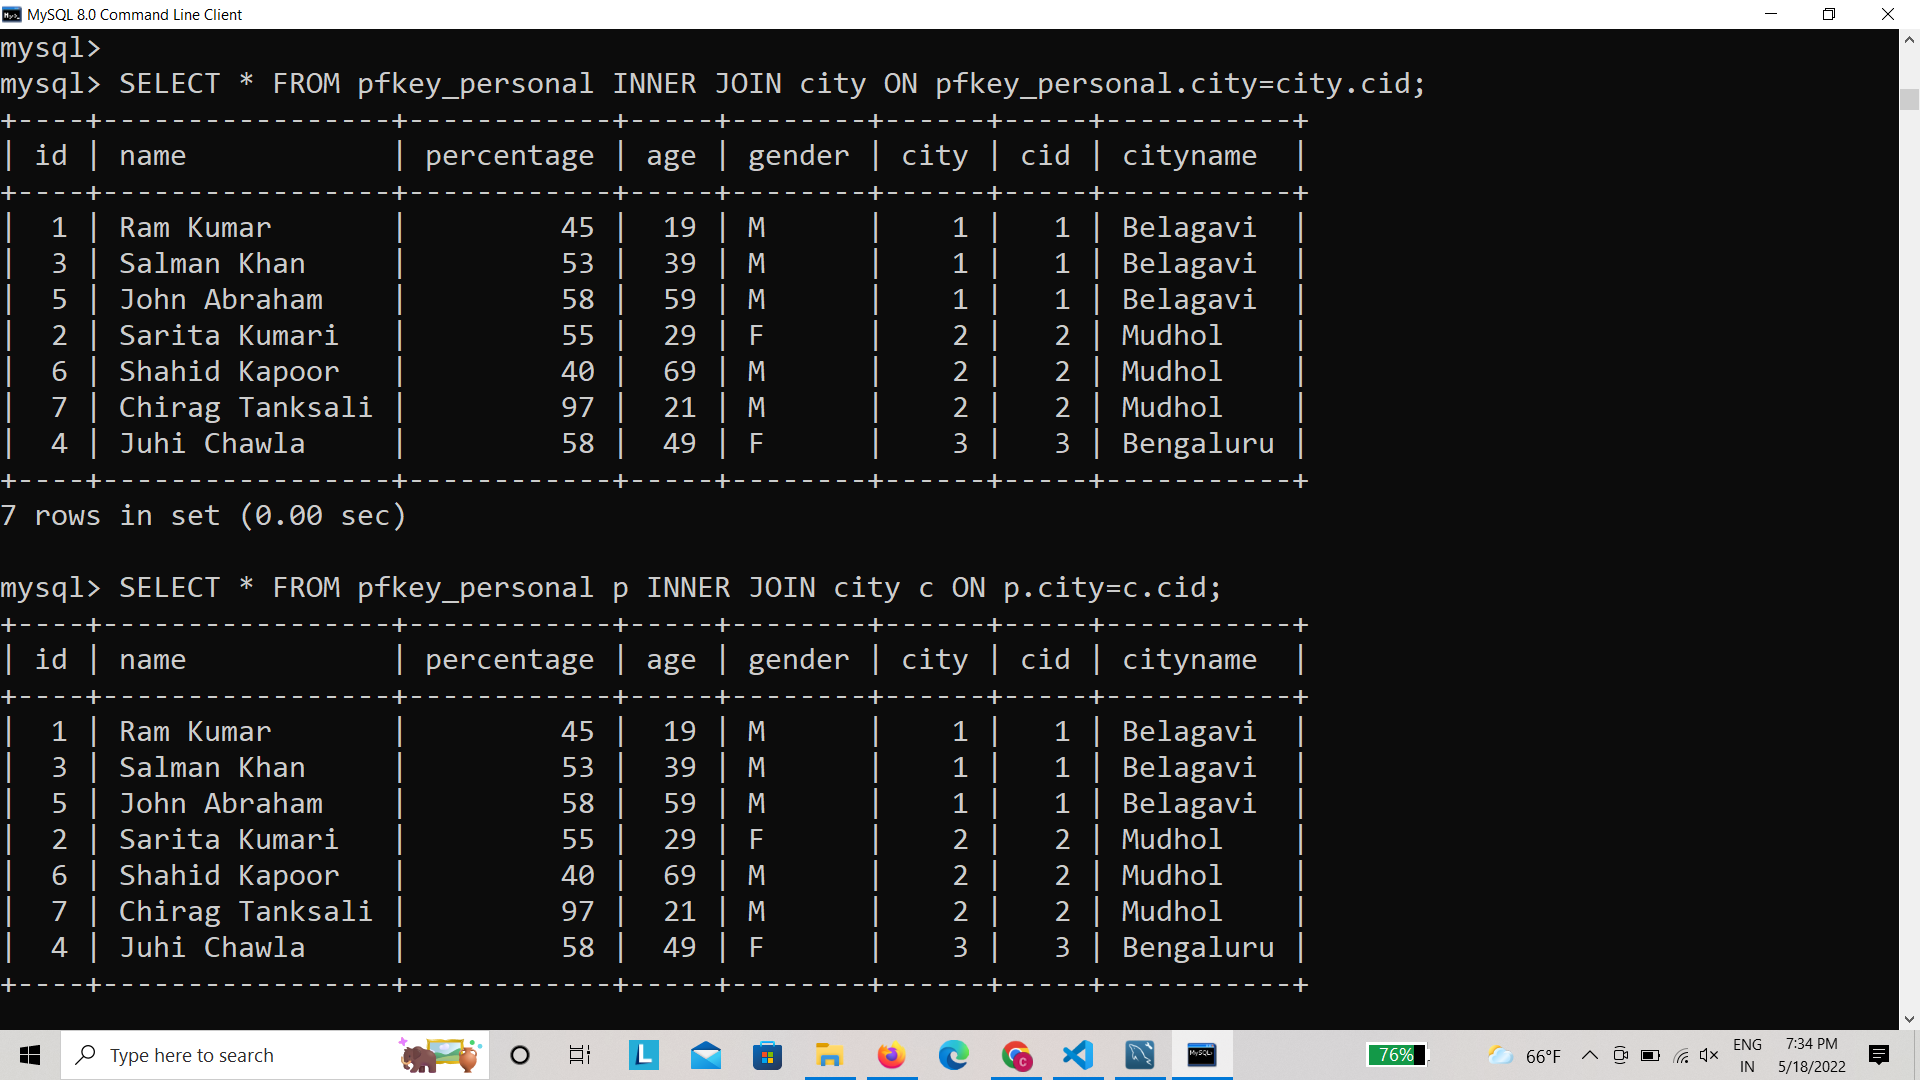 MySQL 8.0 Command Line Client
mysql>
mysql> SELECT * FROM pfkey_personal INNER JOIN city ON pfkey_personal.city=city.cid;
+----+-----------------+------------+-----+--------+------+-----+-----------+
| id | name            | percentage | age | gender | city | cid | cityname  |
+----+-----------------+------------+-----+--------+------+-----+-----------+
|  1 | Ram Kumar       |         45 |  19 | M      |    1 |   1 | Belagavi  |
|  3 | Salman Khan     |         53 |  39 | M      |    1 |   1 | Belagavi  |
|  5 | John Abraham    |         58 |  59 | M      |    1 |   1 | Belagavi  |
|  2 | Sarita Kumari   |         55 |  29 | F      |    2 |   2 | Mudhol    |
|  6 | Shahid Kapoor   |         40 |  69 | M      |    2 |   2 | Mudhol    |
|  7 | Chirag Tanksali |         97 |  21 | M      |    2 |   2 | Mudhol    |
|  4 | Juhi Chawla     |         58 |  49 | F      |    3 |   3 | Bengaluru |
+----+-----------------+------------+-----+--------+------+-----+-----------+
7 rows in set (0.00 sec)
mysql> SELECT * FROM pfkey_personal p INNER JOIN city c ON p.city=c.cid;
+----+-----------------+------------+-----+--------+------+-----+-----------+
| id | name            | percentage | age | gender | city | cid | cityname  |
+----+-----------------+------------+-----+--------+------+-----+-----------+
|  1 | Ram Kumar       |         45 |  19 | M      |    1 |   1 | Belagavi  |
|  3 | Salman Khan     |         53 |  39 | M      |    1 |   1 | Belagavi  |
|  5 | John Abraham    |         58 |  59 | M      |    1 |   1 | Belagavi  |
|  2 | Sarita Kumari   |         55 |  29 | F      |    2 |   2 | Mudhol    |
|  6 | Shahid Kapoor   |         40 |  69 | M      |    2 |   2 | Mudhol    |
|  7 | Chirag Tanksali |         97 |  21 | M      |    2 |   2 | Mudhol    |
|  4 | Juhi Chawla     |         58 |  49 | F      |    3 |   3 | Bengaluru |
+----+-----------------+------------+-----+--------+------+-----+-----------+
Type here to search
76%
66°F
ENG
IN
7:34 PM
5/18/2022